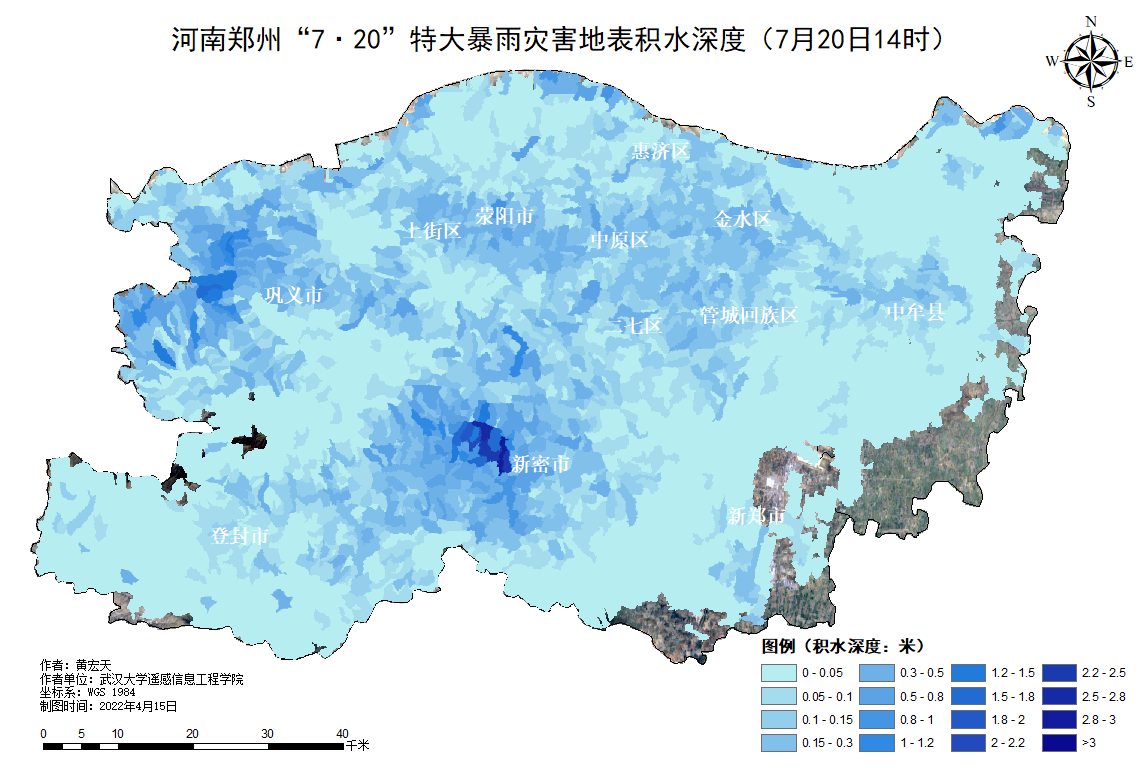 河南郑州“7·20”特大暴雨灾害地表积水深度（7月20日14时）
N
W
E
S
惠济区
荥阳市
金水区
上街区
中原区
巩义市
管城回族区
中牟县
二七区
新密市
新郑市
登封市
图例（积水深度：米）
0 - 0.05
0.3 - 0.5
1.2 - 1.5
2.2 - 2.5
0.05 - 0.1
0.5 - 0.8
1.5 - 1.8
2.5 - 2.8
0.1 - 0.15
0.8 - 1
1.8 - 2
2.8 - 3
0.15 - 0.3
1 - 1.2
2 - 2.2
>3
作者：黄宏天
作者单位：武汉大学遥感信息工程学院
坐标系：WGS 1984
制图时间：2022年4月15日
0 5 10 20 30 40
千米